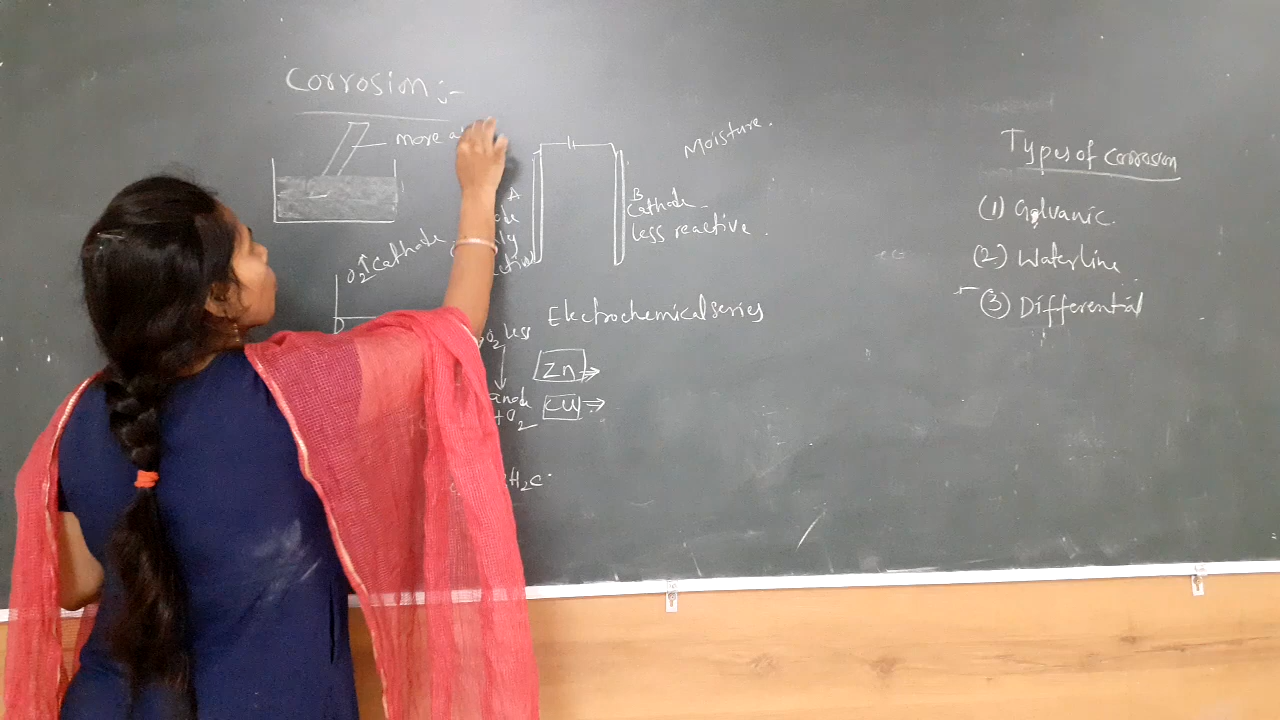 Corrosion :-
more
O2↑ Cathode
A
B
Cathode
less reactive.
Moisture.
O2 less
anode
+O2
Electrochemical series
Zn
Cu
Types of Corrosion
(1) Galvanic
(2) Waterline
(3) Differential